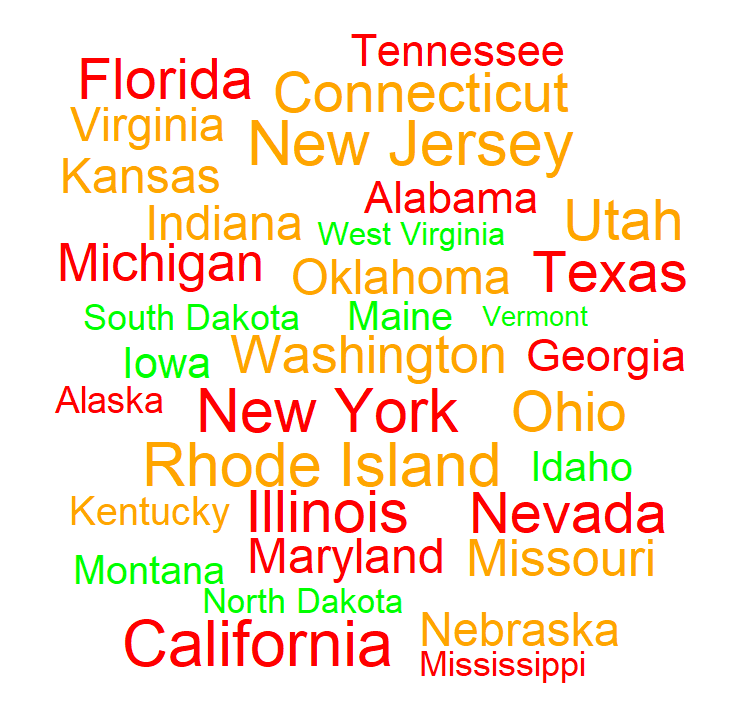 Tennessee
Florida
Connecticut
Virginia
New Jersey
Kansas
Alabama
Indiana
West Virginia
Utah
Michigan
Oklahoma
Texas
South Dakota
Maine
Vermont
Iowa
Washington
Georgia
Alaska
New York
Ohio
Rhode Island
Idaho
Kentucky
Illinois
Nevada
Montana
Maryland
Missouri
North Dakota
California
Nebraska
Mississippi